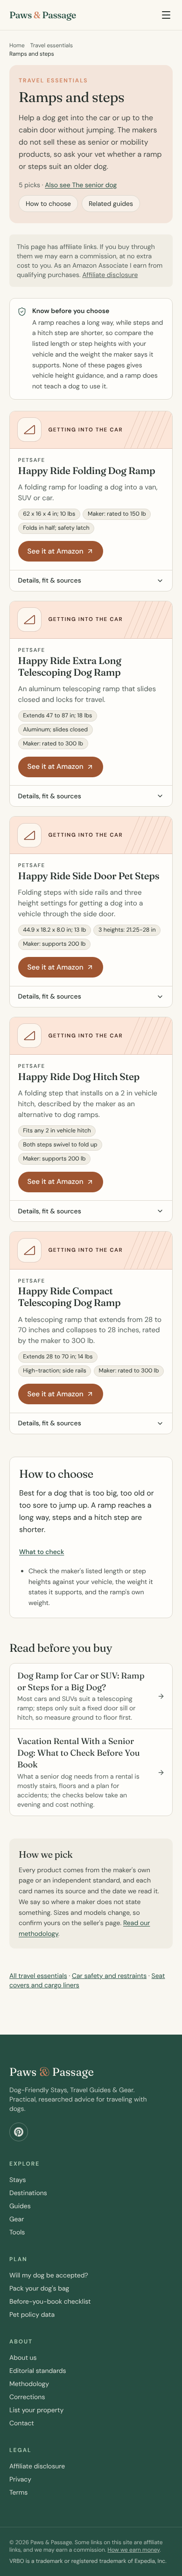 Paws & Passage
Home Travel essentials
Ramps and steps
TRAVEL ESSENTIALS
Ramps and steps
Help a dog get into the car or up to the
cabin door without jumping. The makers
do not sell these as senior or mobility
products, so ask your vet whether a ramp
or steps suit an older dog.
5 picks · Also see The senior dog
How to choose
Related guides
This page has affiliate links. If you buy through
them we may earn a commission, at no extra
cost to you. As an Amazon Associate I earn from
qualifying purchases. Affiliate disclosure
Know before you choose
A ramp reaches a long way, while steps and
a hitch step are shorter, so compare the
listed length or step heights with your
vehicle and the weight the maker says it
supports. None of these pages gives
vehicle height guidance, and a ramp does
not teach a dog to use it.
GETTING INTO THE CAR
PETSAFE
Happy Ride Folding Dog Ramp
A folding ramp for loading a dog into a van,
SUV or car.
62 x 16 x 4 in; 10 lbs
Maker: rated to 150 lb
Folds in half; safety latch
See it at Amazon
Details, fit & sources
GETTING INTO THE CAR
PETSAFE
Happy Ride Extra Long
Telescoping Dog Ramp
An aluminum telescoping ramp that slides
closed and locks for travel.
Extends 47 to 87 in; 18 lbs
Aluminum; slides closed
Maker: rated to 300 lb
See it at Amazon
Details, fit & sources
GETTING INTO THE CAR
PETSAFE
Happy Ride Side Door Pet Steps
Folding steps with side rails and three
height settings for getting a dog into a
vehicle through the side door.
44.9 x 18.2 x 8.0 in; 13 lb
3 heights: 21.25-28 in
Maker: supports 200 lb
See it at Amazon
Details, fit & sources
GETTING INTO THE CAR
PETSAFE
Happy Ride Dog Hitch Step
A folding step that installs on a 2 in vehicle
hitch, described by the maker as an
alternative to dog ramps.
Fits any 2 in vehicle hitch
Both steps swivel to fold up
Maker: supports 200 lb
See it at Amazon
Details, fit & sources
GETTING INTO THE CAR
PETSAFE
Happy Ride Compact
Telescoping Dog Ramp
A telescoping ramp that extends from 28 to
70 inches and collapses to 28 inches, rated
by the maker to 300 lb.
Extends 28 to 70 in; 14 lbs
High-traction; side rails
Maker: rated to 300 lb
See it at Amazon
Details, fit & sources
How to choose
Best for a dog that is too big, too old or
too sore to jump up. A ramp reaches a
long way, steps and a hitch step are
shorter.
What to check
Check the maker's listed length or step
heights against your vehicle, the weight it
states it supports, and the ramp's own
weight.
Read before you buy
Dog Ramp for Car or SUV: Ramp
or Steps for a Big Dog?
Most cars and SUVs suit a telescoping
ramp; steps only suit a fixed door sill or
hitch, so measure ground to floor first.
Vacation Rental With a Senior
Dog: What to Check Before You
Book
What a senior dog needs from a rental is
mostly stairs, floors and a plan for
accidents; the checks below take an
evening and cost nothing.
How we pick
Every product comes from the maker's own
page or an independent standard, and each
card names its source and the date we read it.
We say so where a maker does not state
something. Sizes and models change, so
confirm yours on the seller's page. Read our
methodology.
All travel essentials · Car safety and restraints · Seat
covers and cargo liners
Paws & Passage
Dog-Friendly Stays, Travel Guides & Gear.
Practical, researched advice for traveling with
dogs.
EXPLORE
Stays
Destinations
Guides
Gear
Tools
PLAN
Will my dog be accepted?
Pack your dog's bag
Before-you-book checklist
Pet policy data
ABOUT
About us
Editorial standards
Methodology
Corrections
List your property
Contact
LEGAL
Affiliate disclosure
Privacy
Terms
© 2026 Paws & Passage. Some links on this site are affiliate
links, and we may earn a commission. How we earn money.
VRBO is a trademark or registered trademark of Expedia, Inc.